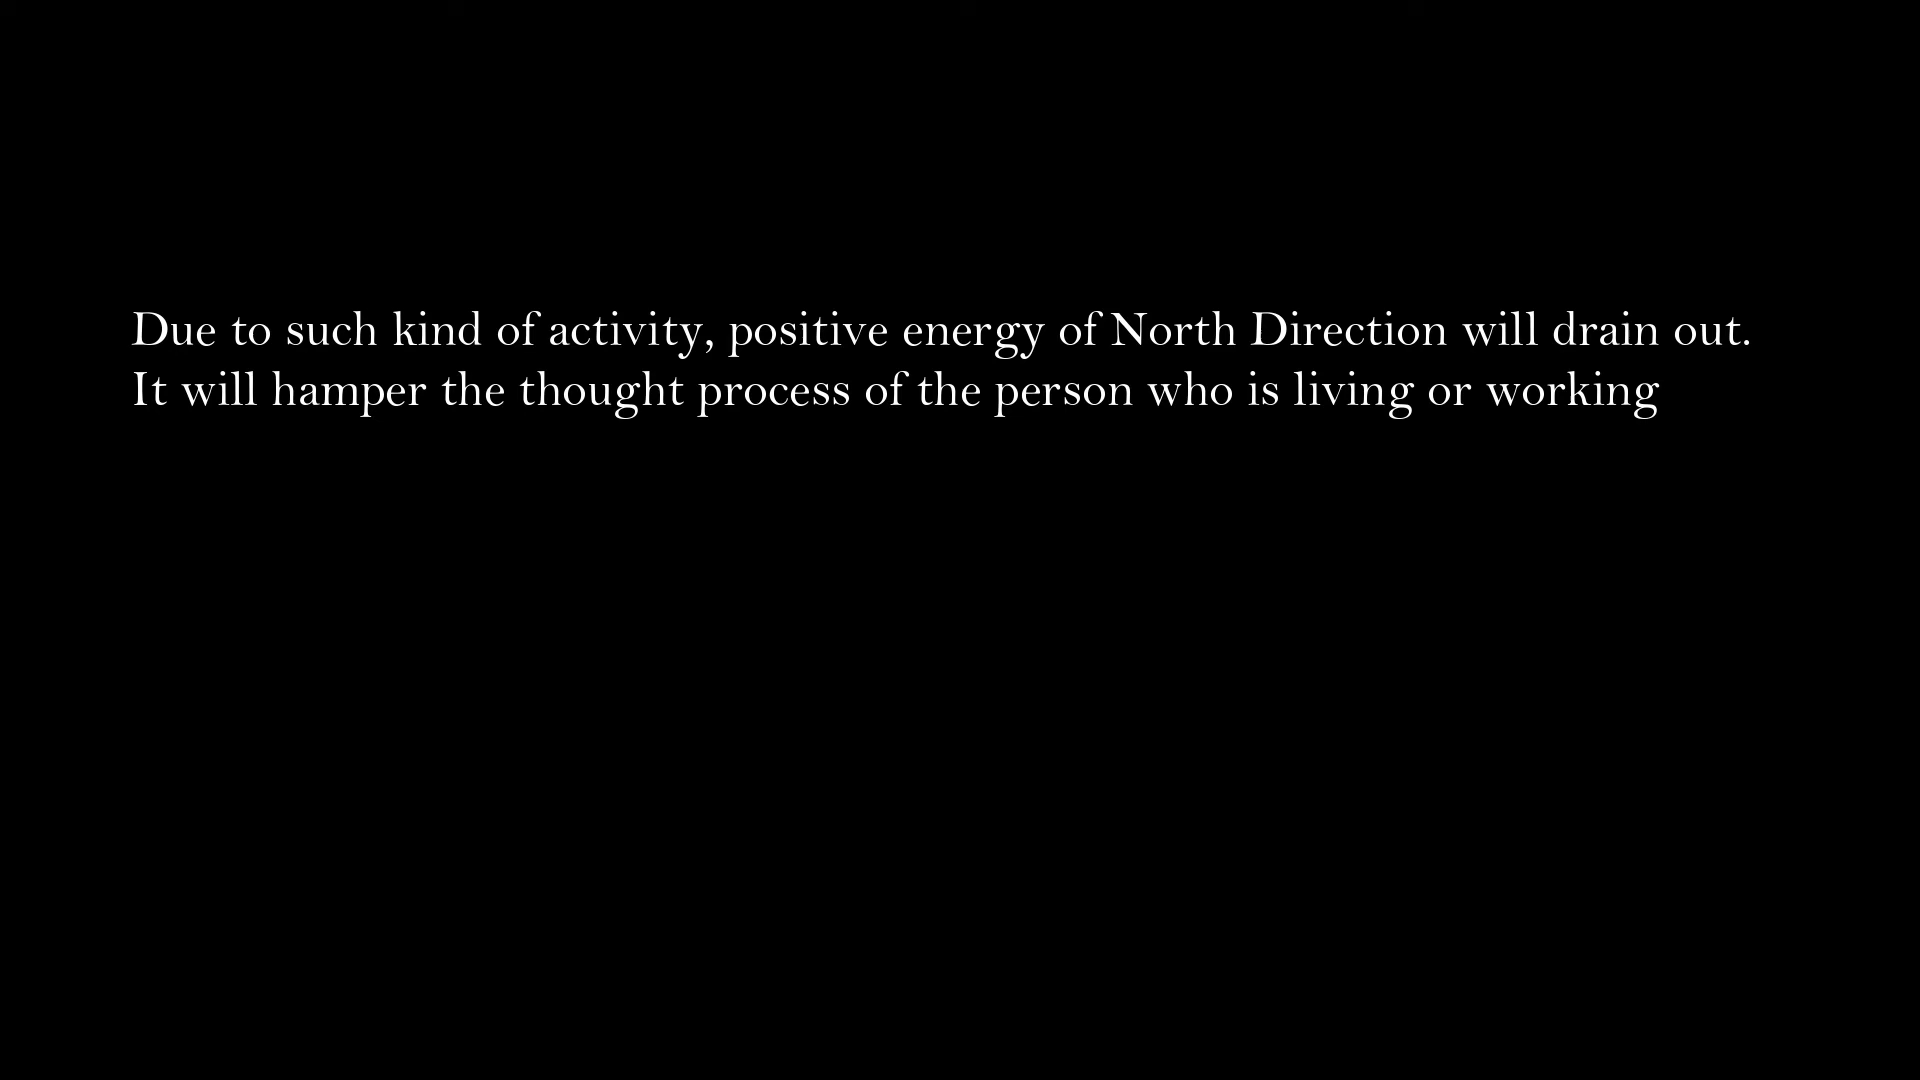 Due to such kind of activity, positive energy of North Direction will drain out.
It will hamper the thought process of the person who is living or working